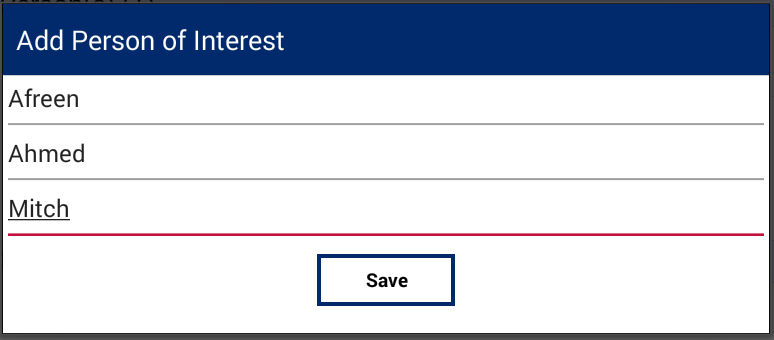 Add Person of Interest
Afreen
Ahmed
Mitch
Save